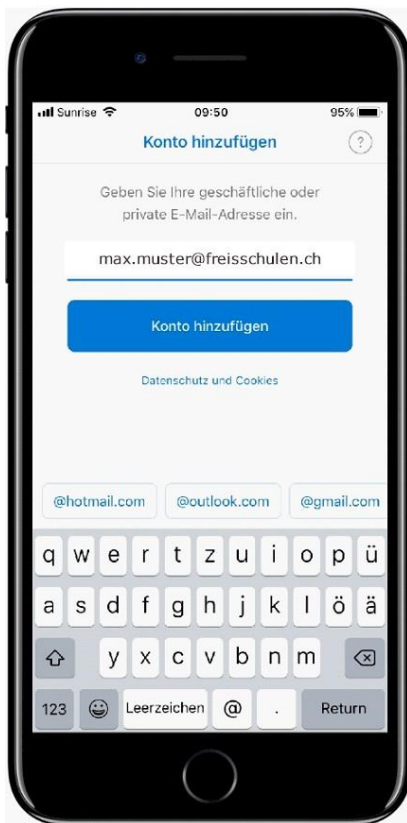 Sunrise 09:50 95%
Konto hinzufügen ?
Geben Sie Ihre geschäftliche oder
private E-Mail-Adresse ein.
max.muster@freisschulen.ch
Konto hinzufügen
Datenschutz und Cookies
@hotmail.com @outlook.com @gmail.com
q w e r t z u i o p ü
a s d f g h j k l ö ä
y x c v b n m
123 Leerzeichen @ . Return